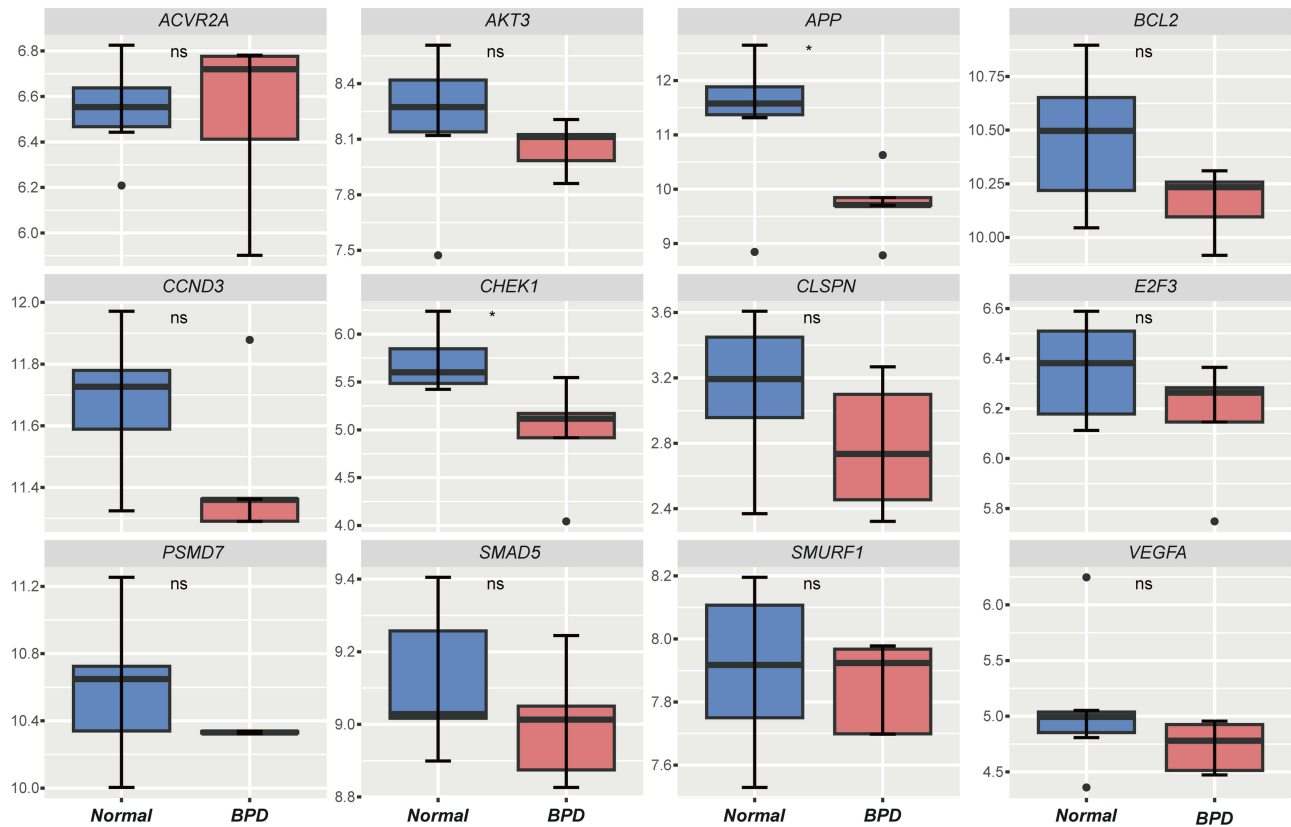 ACVR2A
AKT3
APP
BCL2
6.8
6.6
6.4
6.2
6.0
ns
8.4
8.1
7.8
7.5
ns
12
11
10
9
*
10.75
10.50
10.25
10.00
ns
CCND3
CHEK1
CLSPN
E2F3
12.0
11.8
11.6
11.4
ns
6.0
5.5
5.0
4.5
4.0
*
3.6
3.2
2.8
2.4
ns
6.6
6.4
6.2
6.0
5.8
ns
PSMD7
SMAD5
SMURF1
VEGFA
11.2
10.8
10.4
10.0
ns
9.4
9.2
9.0
8.8
ns
8.2
8.0
7.8
7.6
ns
6.0
5.5
5.0
4.5
ns
Normal BPD
Normal BPD
Normal BPD
Normal BPD